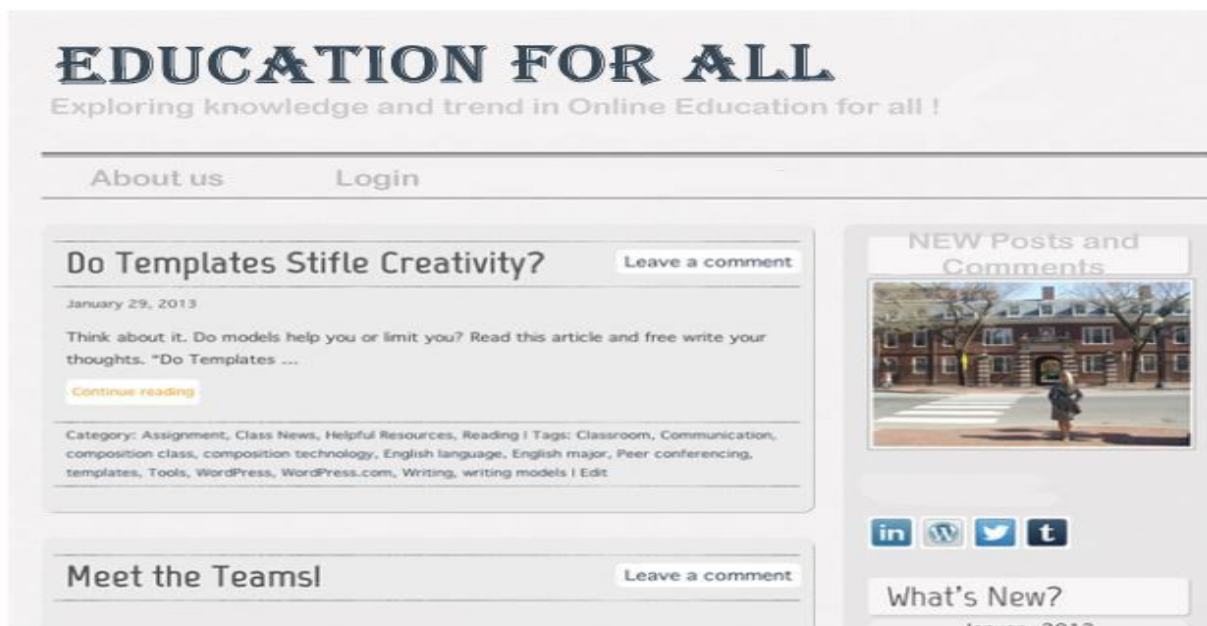 EDUCATION FOR ALL
Exploring knowledge and trend in Online Education for all !
About us
Login
Do Templates Stifle Creativity?
Leave a comment
January 29, 2013
Think about it. Do models help you or limit you? Read this article and free write your
thoughts. "Do Templates ...
Continue reading
Category: Assignment, Class News, Helpful Resources, Reading | Tags: Classroom, Communication,
composition class, composition technology, English language, English major, Peer conferencing,
templates, Tools, WordPress, WordPress.com, Writing, writing models | Edit
Meet the Teams!
Leave a comment
NEW Posts and
Comments
in
t
What's New?
January 2013